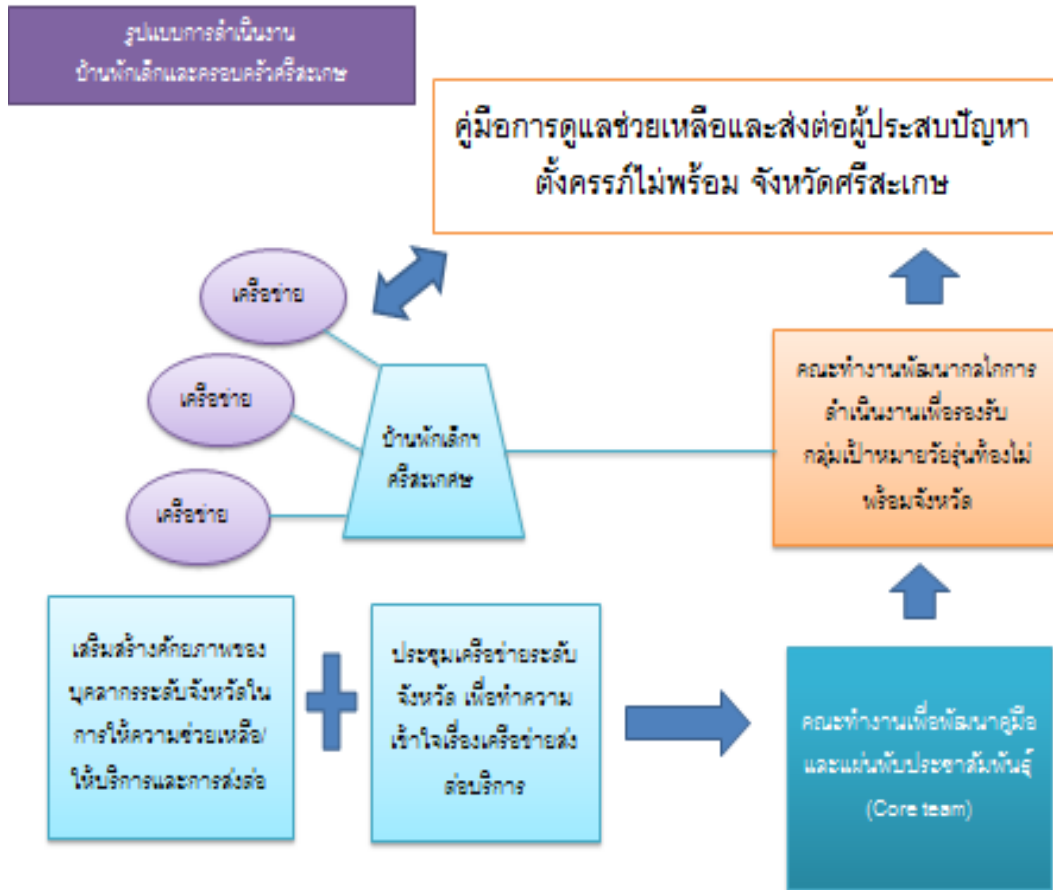 รูปแบบการดำเนินงาน
บ้านพักเด็กและครอบครัวศรีสะเกษ
คู่มือการดูแลช่วยเหลือและส่งต่อผู้ประสบปัญหา
ตั้งครรภ์ไม่พร้อม จังหวัดศรีสะเกษ
เครือข่าย
เครือข่าย
เครือข่าย
บ้านพักเด็กฯ
ศรีสะเกศษ
คณะทำงานพัฒนากลไกการ
ดำเนินงานเพื่อรองรับ
กลุ่มเป้าหมายวัยรุ่นท้องไม่
พร้อมจังหวัด
เสริมสร้างศักยภาพของ
บุคลากรระดับจังหวัดใน
การให้ความช่วยเหลือ/
ให้บริการและการส่งต่อ
ประชุมเครือข่ายระดับ
จังหวัด เพื่อทำความ
เข้าใจเรื่องเครือข่ายส่ง
ต่อบริการ
คณะทำงานเพื่อพัฒนาคู่มือ
และแผ่นพับประชาสัมพันธุ์
(Core team)